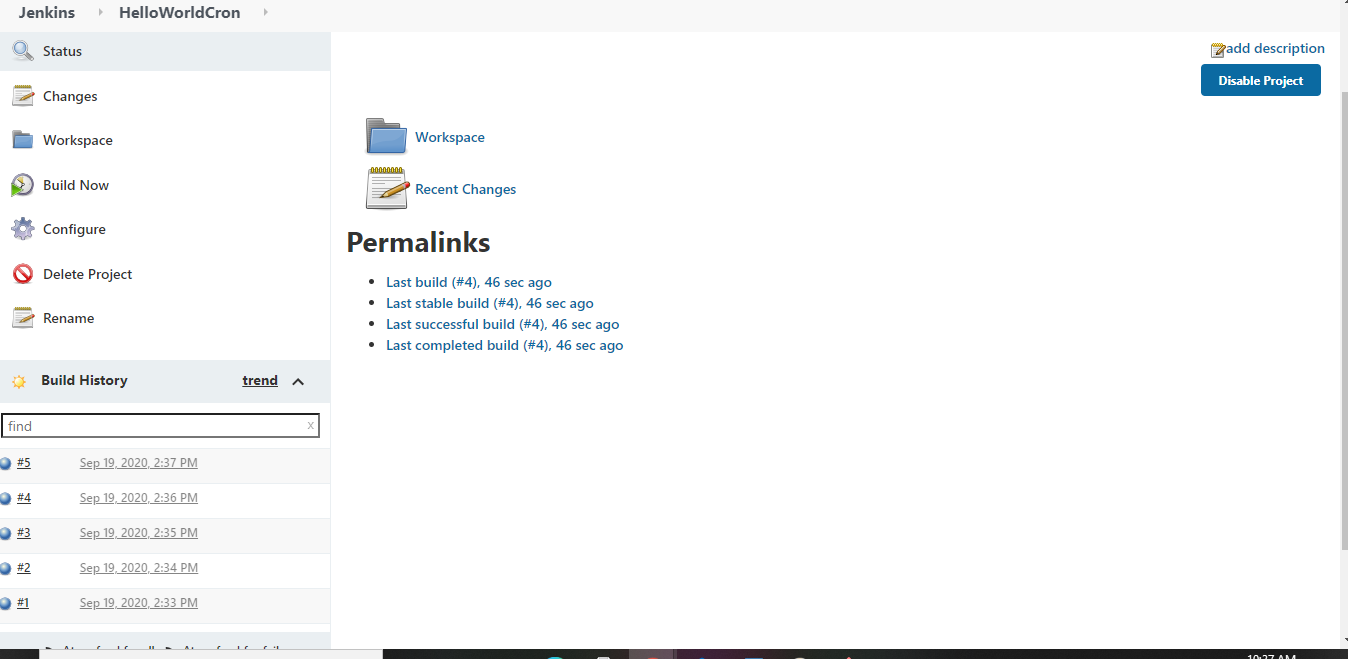 Jenkins HelloWorldCron
Status
Changes
Workspace
Build Now
Configure
Delete Project
Rename
Build History trend
find x
#5 Sep 19, 2020, 2:37 PM
#4 Sep 19, 2020, 2:36 PM
#3 Sep 19, 2020, 2:35 PM
#2 Sep 19, 2020, 2:34 PM
#1 Sep 19, 2020, 2:33 PM
add description
Disable Project
Workspace
Recent Changes
Permalinks
• Last build (#4), 46 sec ago
• Last stable build (#4), 46 sec ago
• Last successful build (#4), 46 sec ago
• Last completed build (#4), 46 sec ago
10:37 AM